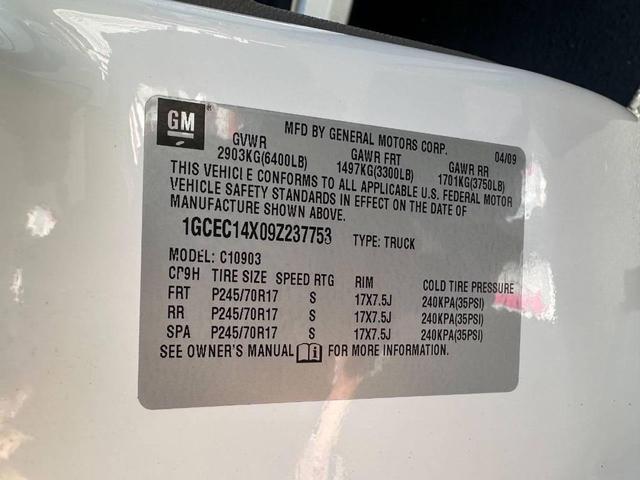 GM
MFD BY GENERAL MOTORS CORP. 04/09
GVWR GAWR FRT GAWR RR
2903KG(6400LB) 1497KG(3300LB) 1701KG(3750LB)
THIS VEHICLE CONFORMS TO ALL APPLICABLE U.S. FEDERAL MOTOR
VEHICLE SAFETY STANDARDS IN EFFECT ON THE DATE OF
MANUFACTURE SHOWN ABOVE.
1GCEC14X09Z237753 TYPE: TRUCK
MODEL: C10903
CP9H TIRE SIZE SPEED RTG RIM COLD TIRE PRESSURE
FRT P245/70R17 S 17X7.5J 240KPA(35PSI)
RR P245/70R17 S 17X7.5J 240KPA(35PSI)
SPA P245/70R17 S 17X7.5J 240KPA(35PSI)
SEE OWNER'S MANUAL FOR MORE INFORMATION.